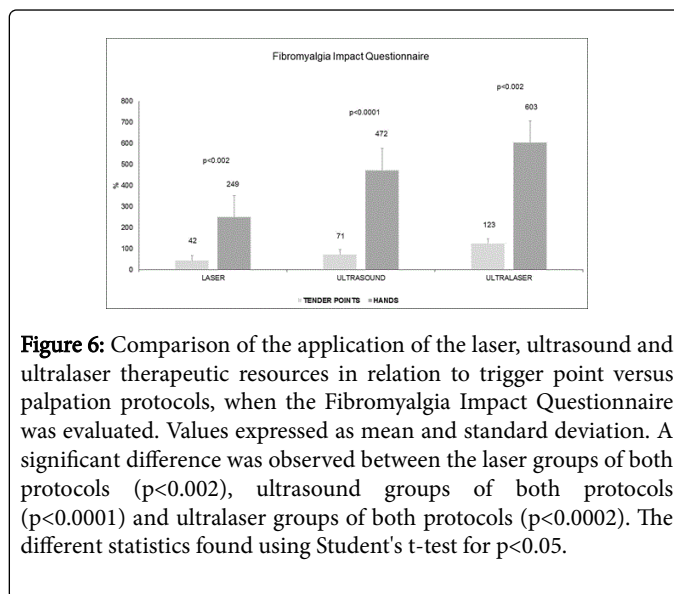 Fibromyalgia Impact Questionnaire
800
700
600
500
% 400
300
200
100
0
p<0.002
p<0.0001
p<0.002
42
249
71
472
123
603
LASER
ULTRASOUND
ULTRALASER
TENDER POINTS HANDS
Figure 6: Comparison of the application of the laser, ultrasound and
ultralaser therapeutic resources in relation to trigger point versus
palpation protocols, when the Fibromyalgia Impact Questionnaire
was evaluated. Values expressed as mean and standard deviation. A
significant difference was observed between the laser groups of both
protocols (p<0.002), ultrasound groups of both protocols
(p<0.0001) and ultralaser groups of both protocols (p<0.0002). The
different statistics found using Student's t-test for p<0.05.